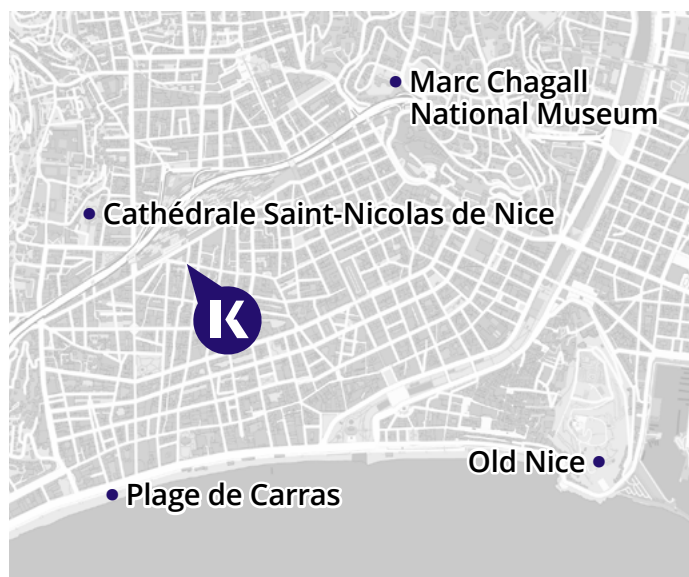 Marc Chagall
National Museum
Cathédrale Saint-Nicolas de Nice
K
Old Nice
Plage de Carras